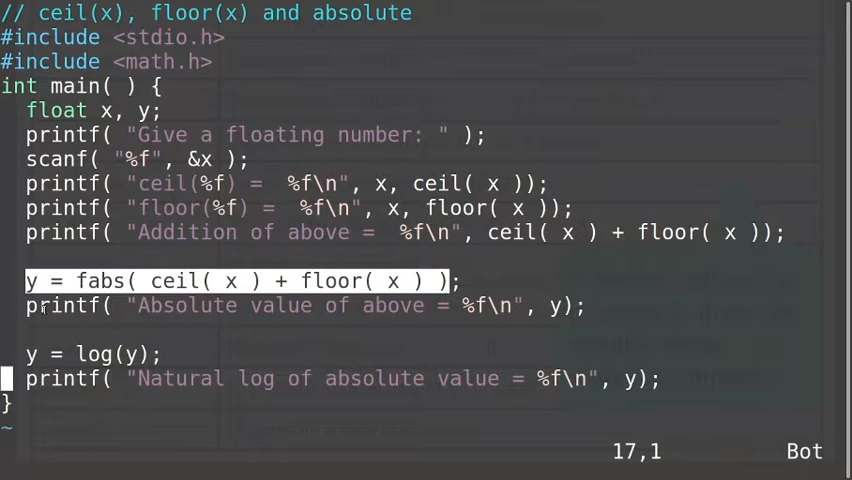 // ceil(x), floor(x) and absolute
#include <stdio.h>
#include <math.h>
int main( ) {
  float x, y;
  printf( "Give a floating number: " );
  scanf( "%f", &x );
  printf( "ceil(%f) =  %f\n", x, ceil( x ));
  printf( "floor(%f) =  %f\n", x, floor( x ));
  printf( "Addition of above =  %f\n", ceil( x ) + floor( x ));
  y = fabs( ceil( x ) + floor( x ) );
  printf( "Absolute value of above = %f\n", y);
  y = log(y);
  printf( "Natural log of absolute value = %f\n", y);
}
~
17,1 Bot